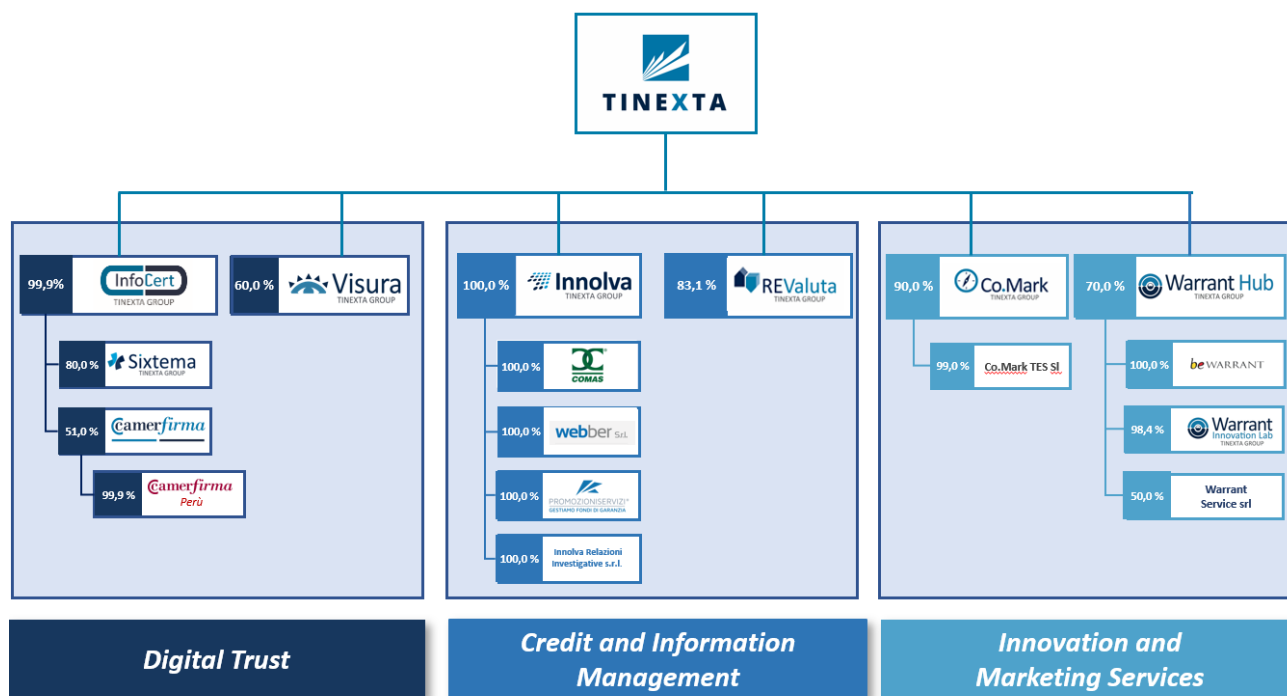 TINEXTA
99,9%
InfoCert
TINEXTA GROUP
80,0 %
Sixtema
TINEXTA GROUP
51,0 %
Camerfirma
99,9 %
Camerfirma
Perù
60,0 %
Visura
TINEXTA GROUP
100,0 %
Innolva
TINEXTA GROUP
100,0 %
COMAS
100,0 %
webber S.r.l.
100,0 %
PROMOZIONISERVIZI®
GESTIAMO FONDI DI GARANZIA
100,0 %
Innolva Relazioni
Investigative s.r.l.
83,1 %
REValuta
TINEXTA GROUP
90,0 %
Co.Mark
TINEXTA GROUP
99,0 %
Co.Mark TES Sl
70,0 %
Warrant Hub
TINEXTA GROUP
100,0 %
beWARRANT
98,4 %
Warrant
Innovation Lab
TINEXTA GROUP
50,0 %
Warrant
Service srl
Digital Trust
Credit and Information
Management
Innovation and
Marketing Services